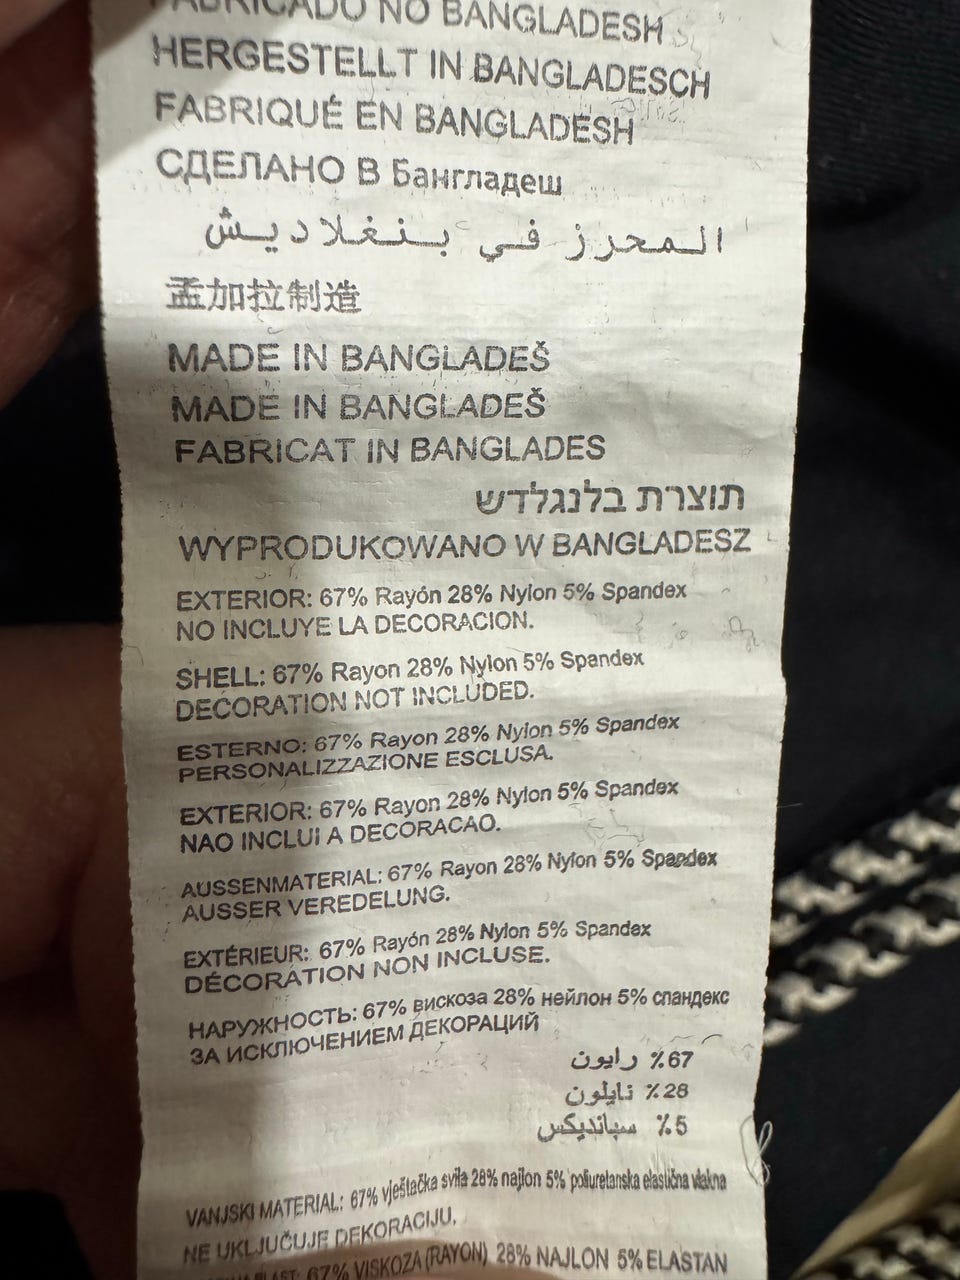 FABRICADO NO BANGLADESH
HERGESTELLT IN BANGLADESCH
FABRIQUÉ EN BANGLADESH
СДЕЛАНО В Бангладеш
المحرز في بنغلاديش
孟加拉制造
MADE IN BANGLADEŠ
MADE IN BANGLADEŠ
FABRICAT IN BANGLADES
תוצרת בלנגלדש
WYPRODUKOWANO W BANGLADESZ
EXTERIOR: 67% Rayón 28% Nylon 5% Spandex
NO INCLUYE LA DECORACION.
SHELL: 67% Rayon 28% Nylon 5% Spandex
DECORATION NOT INCLUDED.
ESTERNO: 67% Rayon 28% Nylon 5% Spandex
PERSONALIZZAZIONE ESCLUSA.
EXTERIOR: 67% Rayon 28% Nylon 5% Spandex
NAO INCLUI A DECORACAO.
AUSSENMATERIAL: 67% Rayon 28% Nylon 5% Spandex
AUSSER VEREDELUNG.
EXTÉRIEUR: 67% Rayón 28% Nylon 5% Spandex
DÉCORATION NON INCLUSE.
НАРУЖНОСТЬ: 67% вискоза 28% нейлон 5% спандекс
ЗА ИСКЛЮЧЕНИЕМ ДЕКОРАЦИЙ
67٪ رايون
28٪ نايلون
5٪ سبانديكس
VANJSKI MATERIAL: 67% vještačka svila 28% najlon 5% poliuretanska elastična vlakna
NE UKLJUČUJE DEKORACIJU.
67% VISKOZA (RAYON) 28% NAJLON 5% ELASTAN